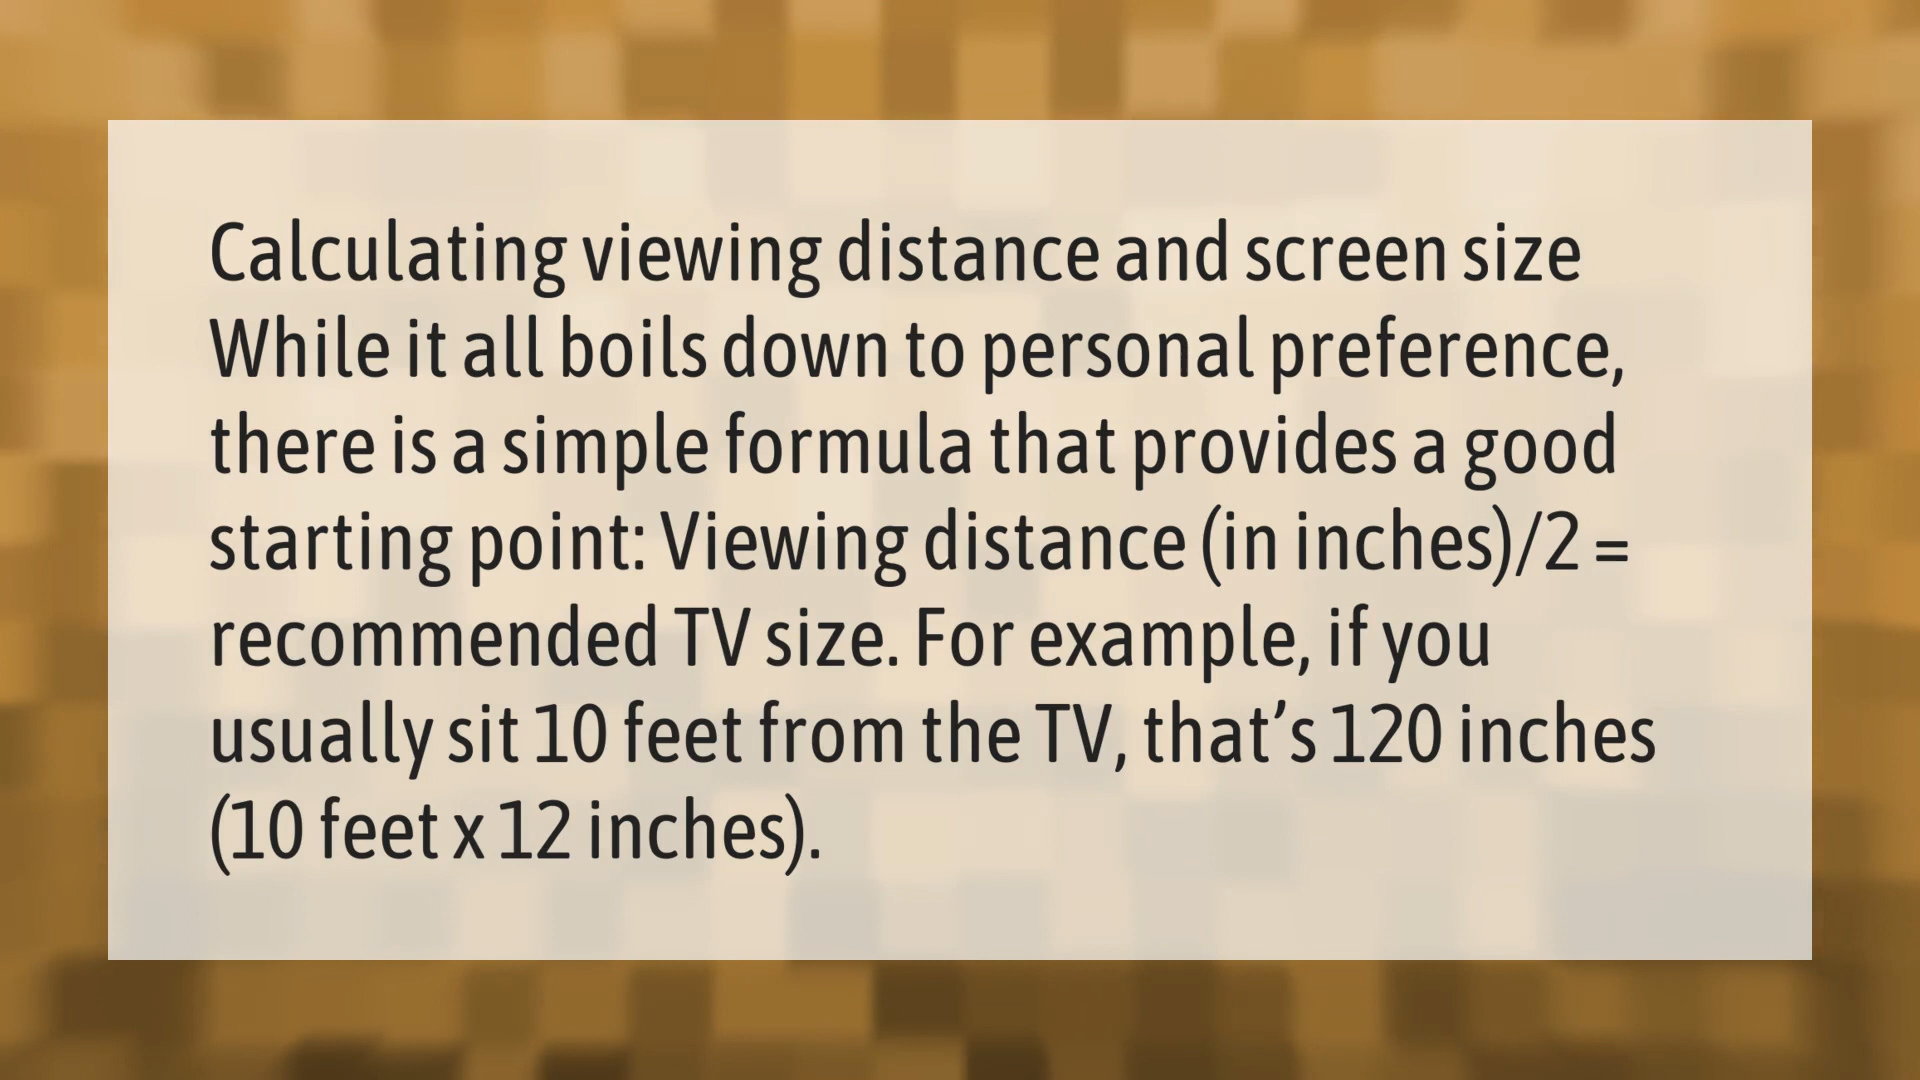 Calculating viewing distance and screen size
While it all boils down to personal preference,
there is a simple formula that provides a good
starting point: Viewing distance (in inches)/2 =
recommended TV size. For example, if you
usually sit 10 feet from the TV, that’s 120 inches
(10 feet x 12 inches).